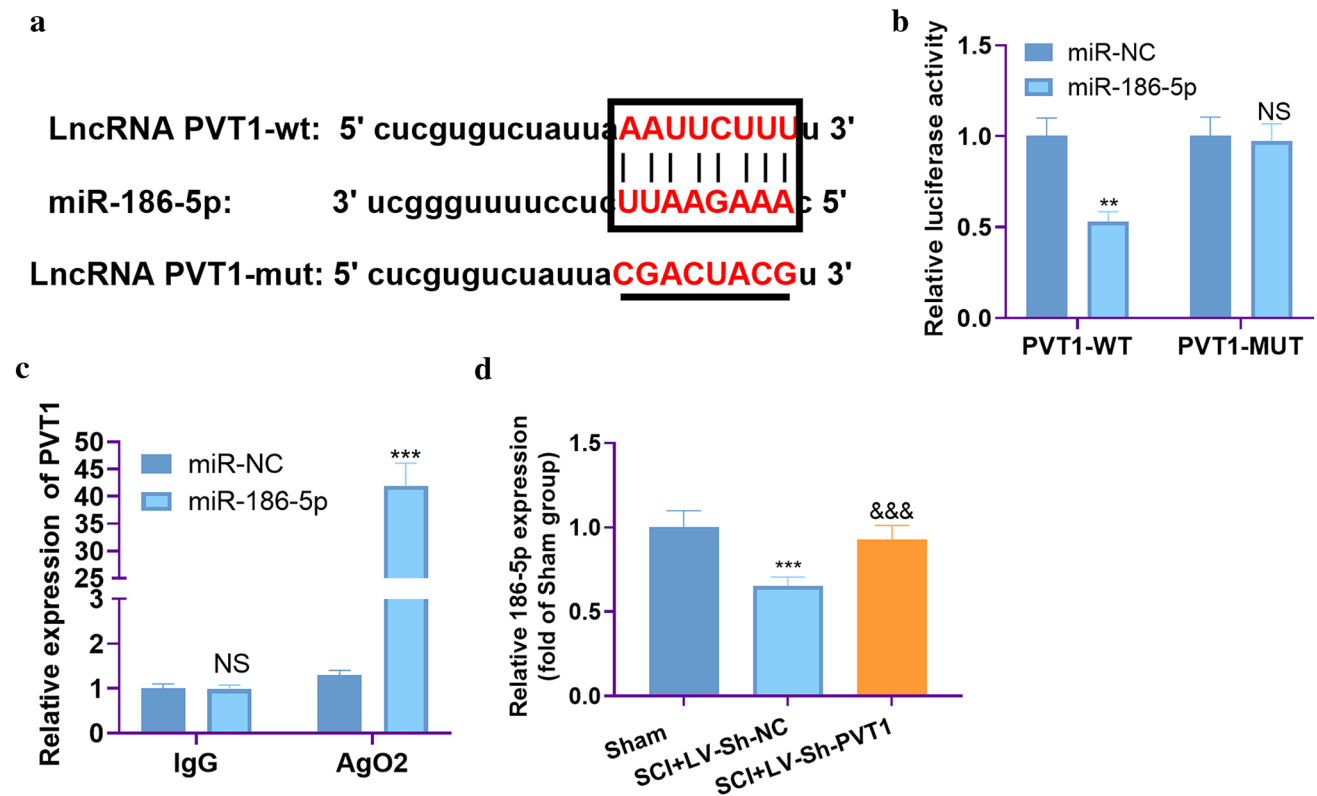 a
LncRNA PVT1-wt: 5' cucgugucuauuaAAUUCUUUu 3'
miR-186-5p: 3' ucggguuuuccucUUAAGAAAc 5'
LncRNA PVT1-mut: 5' cucgugucuauuaCGACUACGu 3'
b
Relative luciferase activity
1.5
1.0
0.5
0.0
miR-NC
miR-186-5p
**
NS
PVT1-WT
PVT1-MUT
c
Relative expression of PVT1
50
45
40
35
30
25
3
2
1
0
miR-NC
miR-186-5p
NS
***
IgG
AgO2
d
Relative 186-5p expression
(fold of Sham group)
1.5
1.0
0.5
0.0
***
&&&
Sham
SCI+LV-Sh-NC
SCI+LV-Sh-PVT1